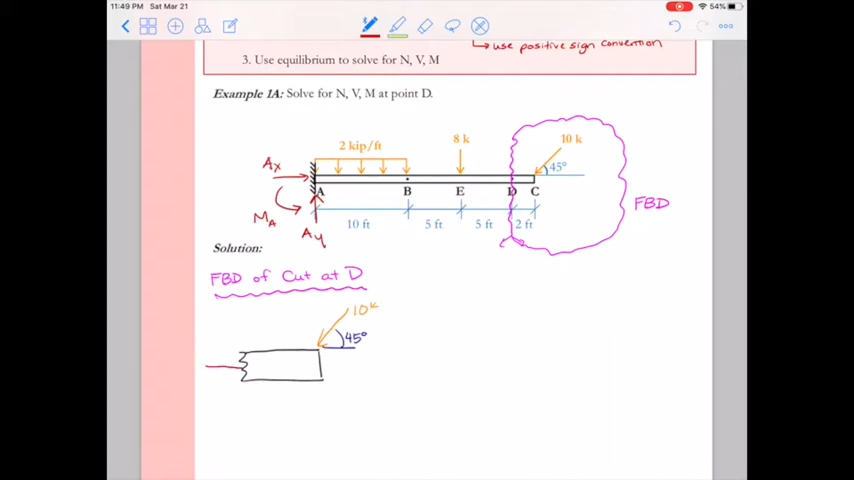 11:49 PM Sat Mar 21
54%
↳ use positive sign convention
3. Use equilibrium to solve for N, V, M
Example 1A: Solve for N, V, M at point D.
2 kip/ft
8 k
10 k
45°
Ax
A
B
E
D
C
MA
Ay
10 ft
5 ft
5 ft
2 ft
FBD
Solution:
FBD of Cut at D
10k
45°